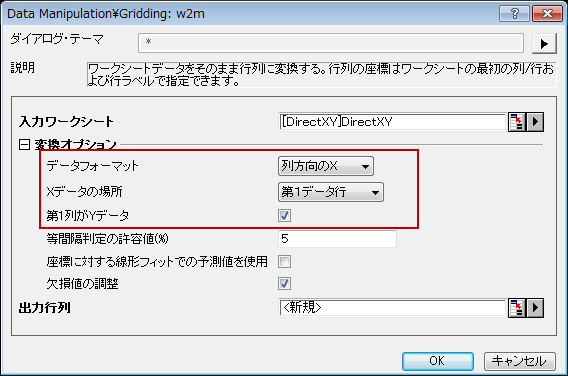 Data Manipulation¥Gridding: w2m
ダイアログ・テーマ *
説明 ワークシートデータをそのまま行列に変換する。行列の座標はワークシートの最初の列/行および行ラベルで指定できます。
入力ワークシート [DirectXY]DirectXY
変換オプション
データフォーマット 列方向のX
Xデータの場所 第1データ行
第1列がYデータ
等間隔判定の許容値(%) 5
座標に対する線形フィットでの予測値を使用
欠損値の調整
出力行列 <新規>
OK キャンセル